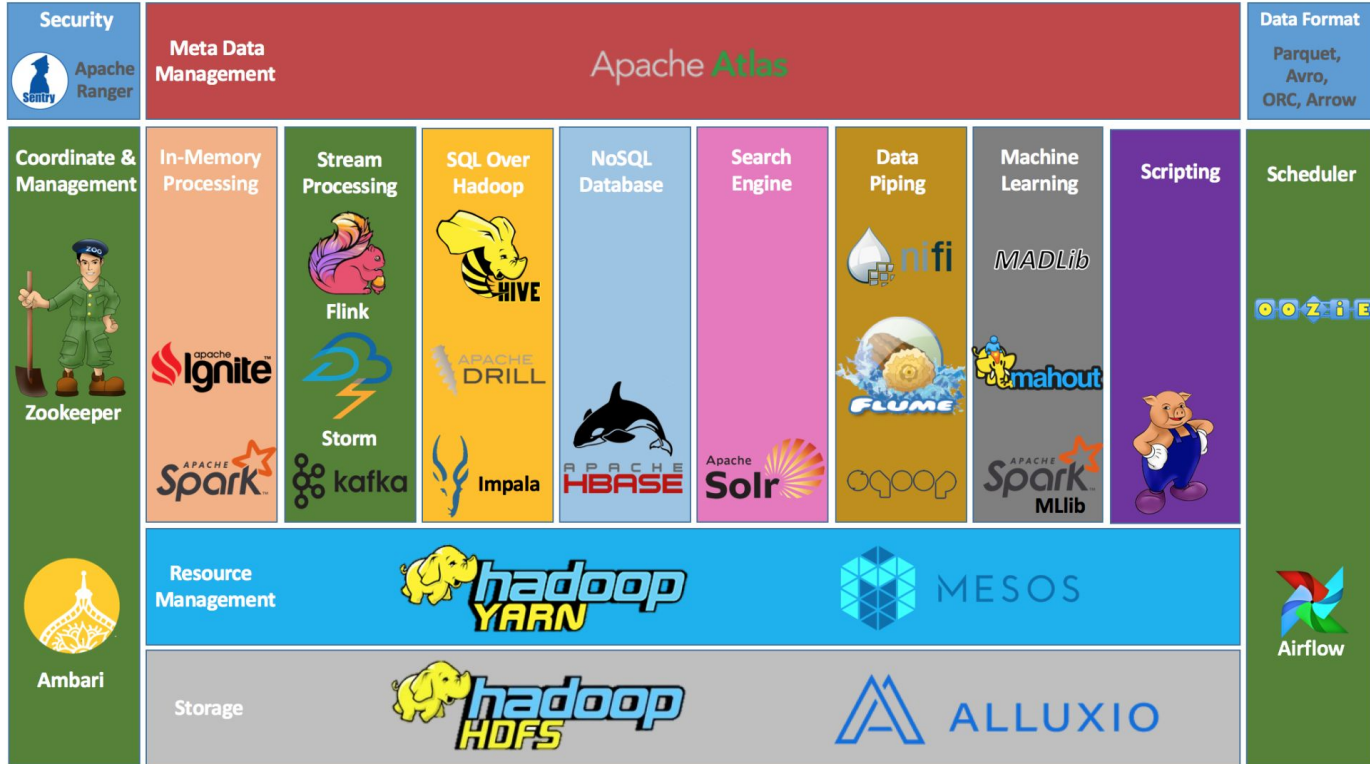 Security
Sentry
Apache
Ranger
Meta Data
Management
Apache Atlas
Data Format
Parquet,
Avro,
ORC, Arrow
Coordinate &
Management
ZOO
Zookeeper
Ambari
In-Memory
Processing
apache
Ignite™
APACHE
Spark™
Stream
Processing
Flink
Storm
kafka
SQL Over
Hadoop
HIVE
APACHE
DRILL
Impala
NoSQL
Database
APACHE
HBASE
Search
Engine
Apache
Solr
Data
Piping
nifi
FLUME
sqoop
Machine
Learning
MADLib
mahout
APACHE
Spark™
MLlib
Scripting
Scheduler
OOZiE
Airflow
Resource
Management
hadoop
YARN
MESOS
Storage
hadoop
HDFS
ALLUXIO